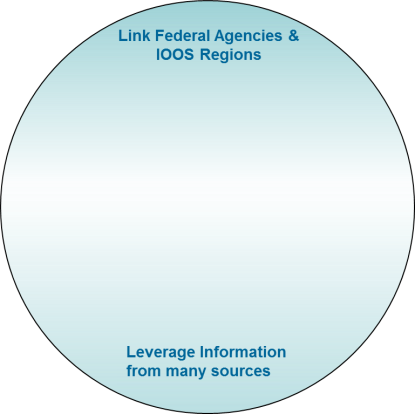 Link Federal Agencies &
IOOS Regions
Leverage Information
from many sources